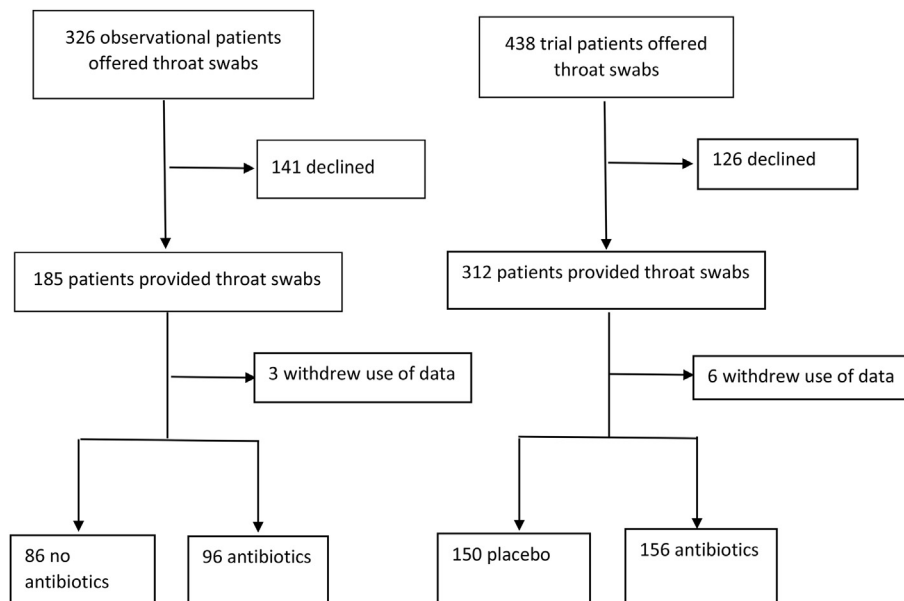 326 observational patients
offered throat swabs
438 trial patients offered
throat swabs
141 declined
126 declined
185 patients provided throat swabs
312 patients provided throat swabs
3 withdrew use of data
6 withdrew use of data
86 no
antibiotics
96 antibiotics
150 placebo
156 antibiotics